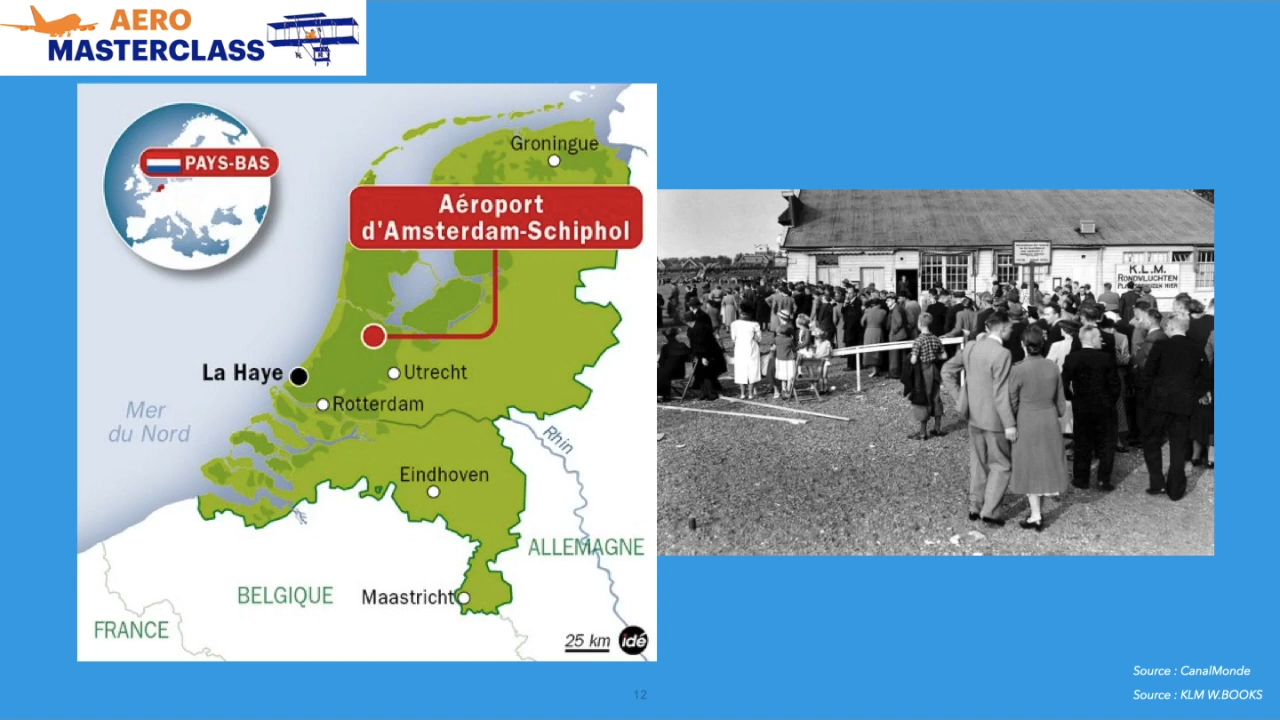 AERO
MASTERCLASS
PAYS-BAS
Groningue
Aéroport
d'Amsterdam-Schiphol
La Haye
Utrecht
Rotterdam
Mer
du Nord
Rhin
Eindhoven
ALLEMAGNE
BELGIQUE
Maastricht
FRANCE
25 km
idé
K.L.M.
RONDVLUCHTEN
HIER
12
Source : CanalMonde
Source : KLM W.BOOKS